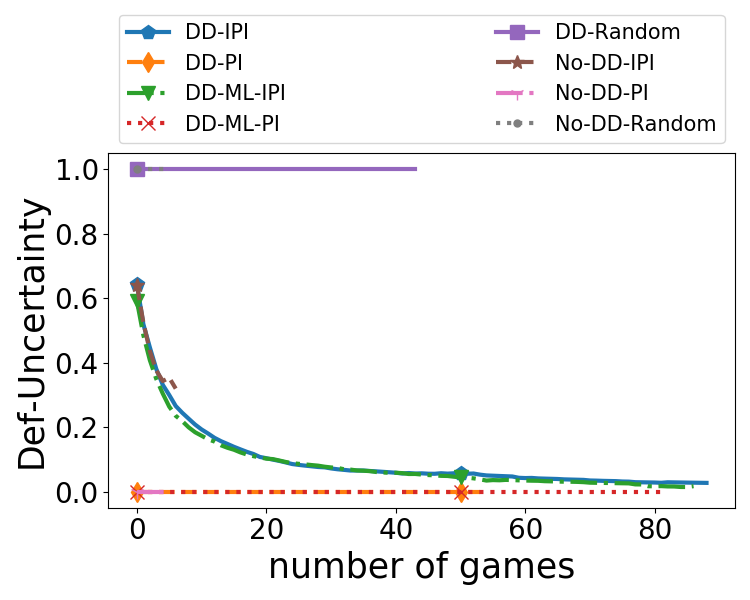 DD-IPI
DD-PI
DD-ML-IPI
DD-ML-PI
DD-Random
No-DD-IPI
No-DD-PI
No-DD-Random
1.0
0.8
0.6
0.4
0.2
0.0
Def-Uncertainty
0 20 40 60 80
number of games